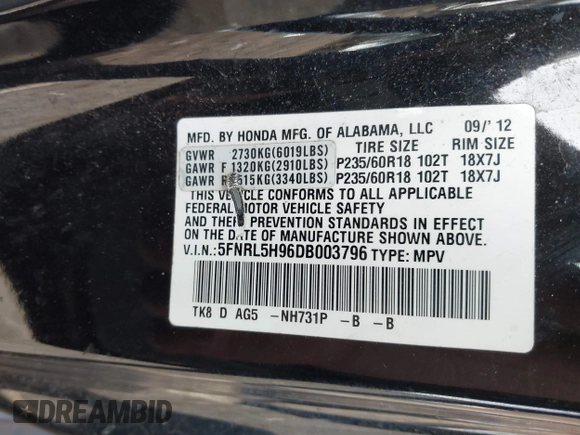 MFD. BY HONDA MFG. OF ALABAMA, LLC 09/'12
TIRE SIZE RIM SIZE
GVWR 2730KG(6019LBS)
GAWR F 1320KG(2910LBS) P235/60R18 102T 18X7J
GAWR R 1515KG(3340LBS) P235/60R18 102T 18X7J
THIS VEHICLE CONFORMS TO ALL APPLICABLE
FEDERAL MOTOR VEHICLE SAFETY
AND THEFT PREVENTION STANDARDS IN EFFECT
ON THE DATE OF MANUFACTURE SHOWN ABOVE.
V.I.N.: 5FNRL5H96DB003796 TYPE: MPV
TK8 D AG5 -NH731P -B -B
DREAMBID